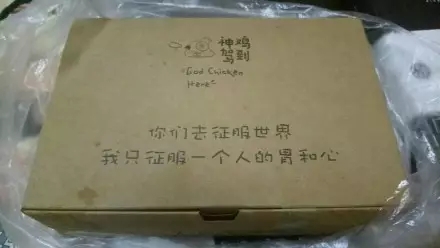 神鸡
驾到
"God Chicken
Here"
你们去征服世界
我只征服一个人的胃和心